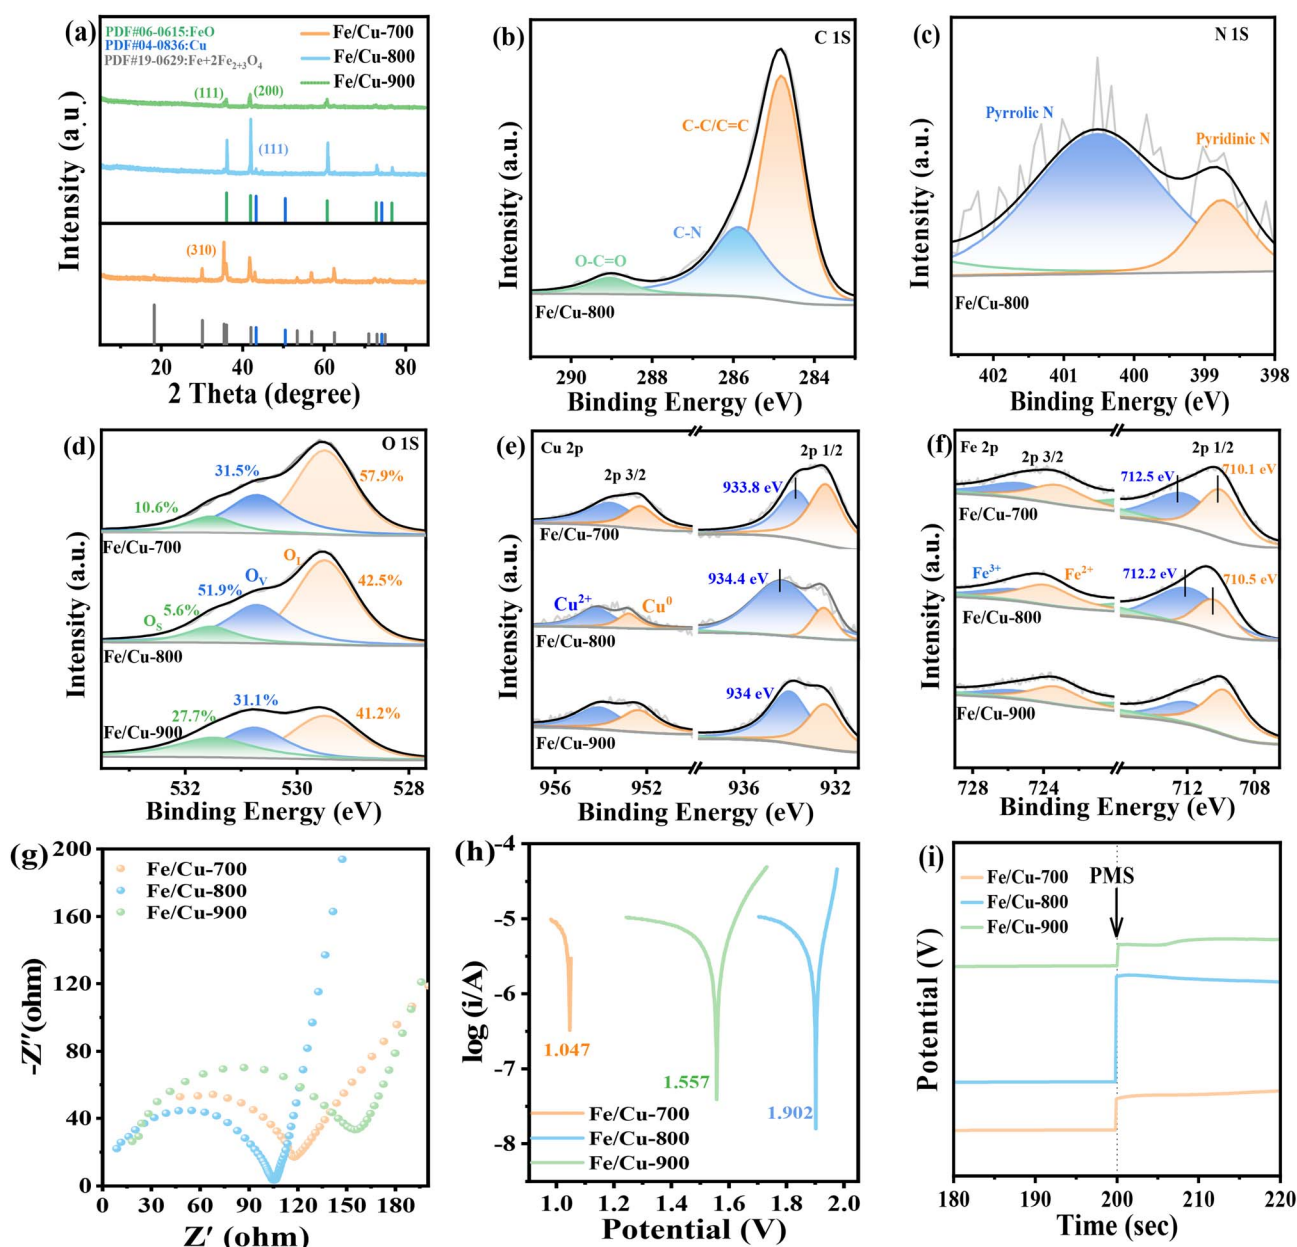 (a)
PDF#06-0615:FeO
PDF#04-0836:Cu
PDF#19-0629:Fe+2Fe2+3O4
Fe/Cu-700
Fe/Cu-800
Fe/Cu-900
(111)
(200)
(111)
(310)
Intensity (a.u)
20 40 60 80
2 Theta (degree)
(b)
C 1S
C-C/C=C
C-N
O-C=O
Fe/Cu-800
Intensity (a.u.)
290 288 286 284
Binding Energy (eV)
(c)
N 1S
Pyrrolic N
Pyridinic N
Fe/Cu-800
Intensity (a.u.)
402 401 400 399 398
Binding Energy (eV)
(d)
O 1S
31.5%
57.9%
10.6%
Fe/Cu-700
OL
OV
51.9%
42.5%
5.6%
OS
Fe/Cu-800
31.1%
27.7%
41.2%
Fe/Cu-900
Intensity (a.u.)
532 530 528
Binding Energy (eV)
(e)
Cu 2p
2p 3/2
2p 1/2
933.8 eV
Fe/Cu-700
934.4 eV
Cu2+
Cu0
Fe/Cu-800
934 eV
Fe/Cu-900
Intensity (a.u.)
956 952 936 932
Binding Energy (eV)
(f)
Fe 2p
2p 3/2
2p 1/2
712.5 eV
710.1 eV
Fe/Cu-700
Fe3+
Fe2+
712.2 eV
710.5 eV
Fe/Cu-800
Fe/Cu-900
Intensity (a.u.)
728 724 712 708
Binding Energy (eV)
(g)
Fe/Cu-700
Fe/Cu-800
Fe/Cu-900
200
160
120
80
40
0
-Z″(ohm)
0 30 60 90 120 150 180
Z′ (ohm)
(h)
-4
-5
-6
-7
-8
log (i/A)
1.047
1.557
1.902
Fe/Cu-700
Fe/Cu-800
Fe/Cu-900
1.0 1.2 1.4 1.6 1.8 2.0
Potential (V)
(i)
Fe/Cu-700
Fe/Cu-800
Fe/Cu-900
PMS
Potential (V)
180 190 200 210 220
Time (sec)